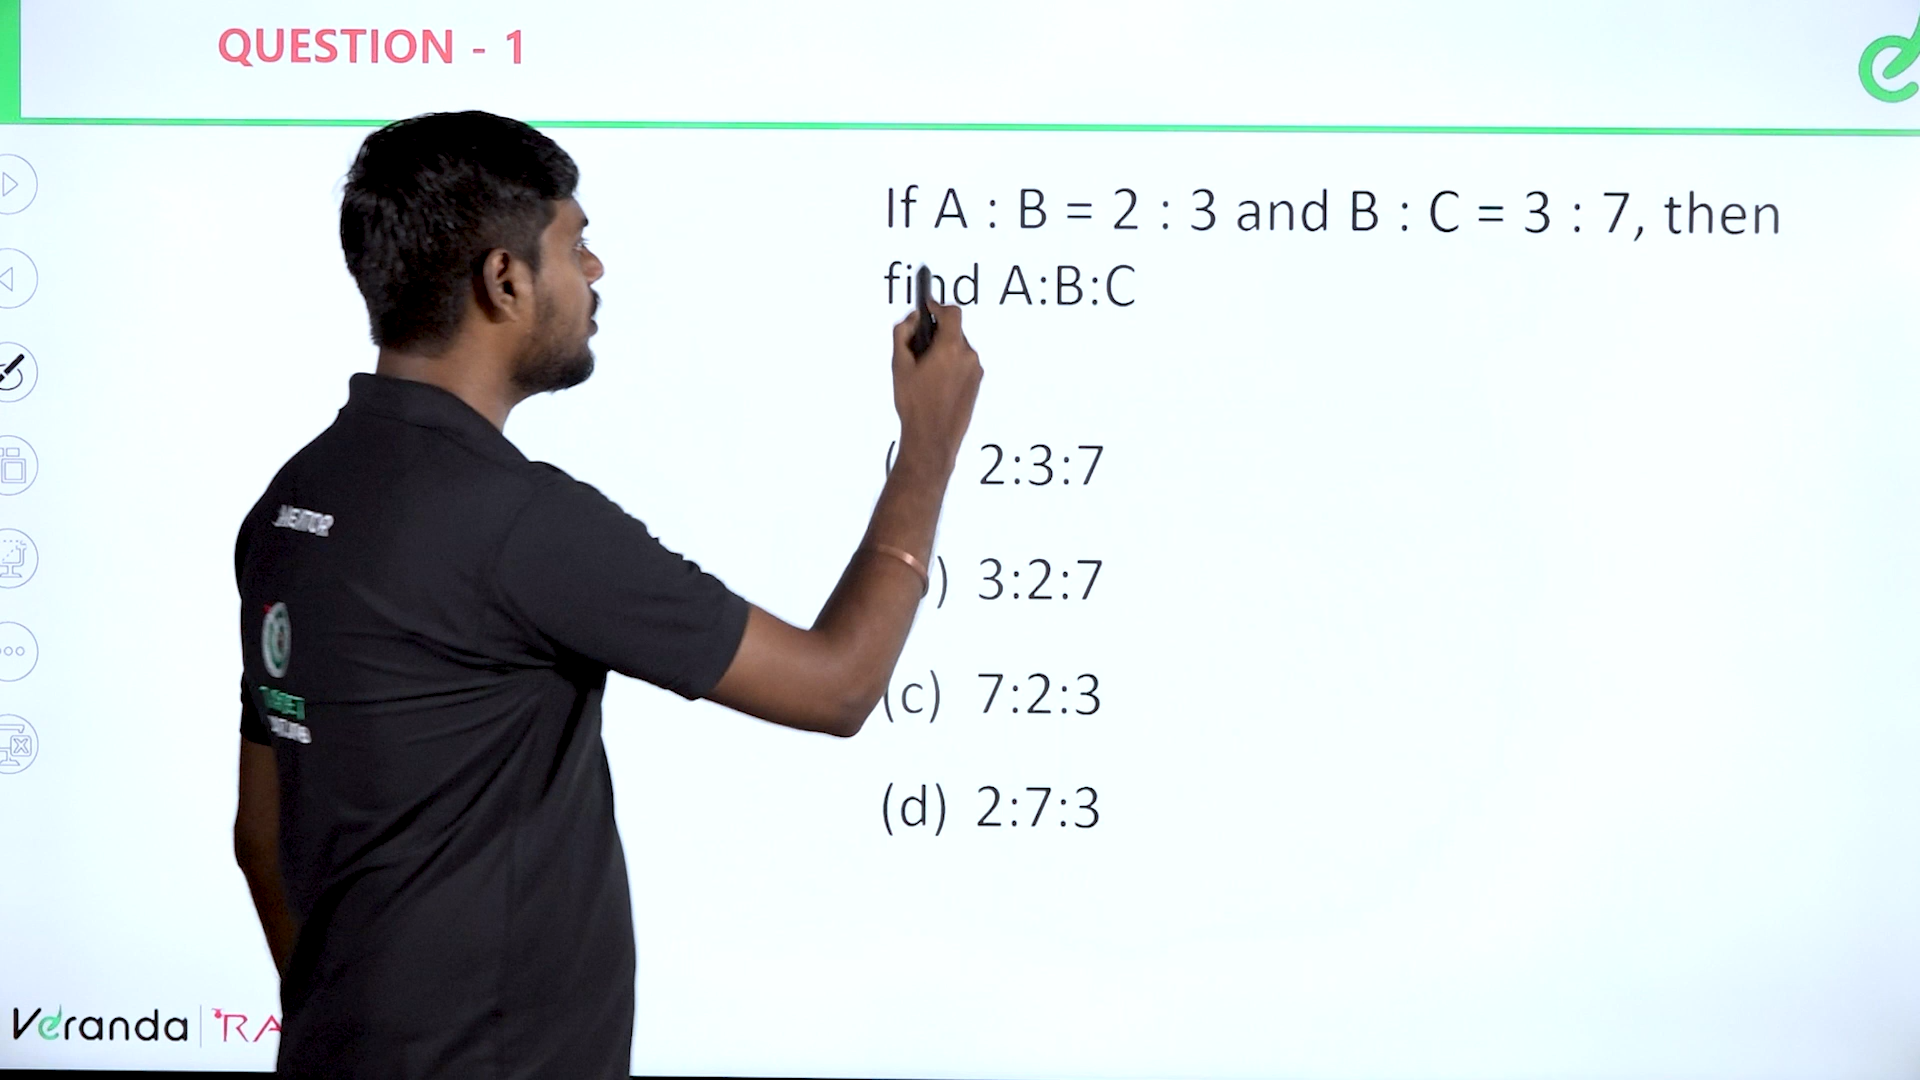 QUESTION - 1
If A : B = 2 : 3 and B : C = 3 : 7, then
find A:B:C
2:3:7
3:2:7
(c) 7:2:3
(d) 2:7:3
Veranda